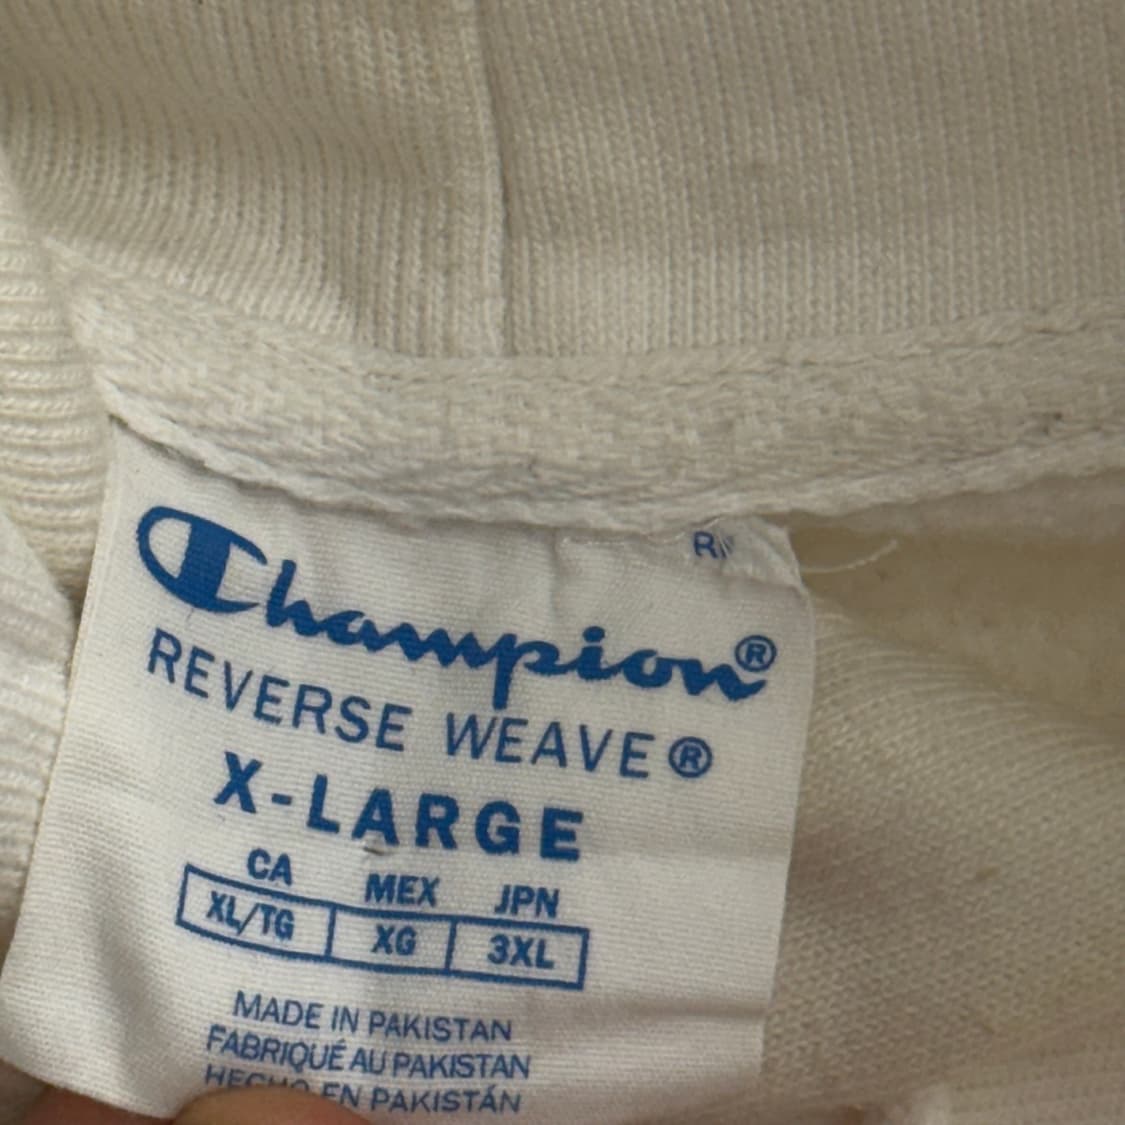 Champion®
REVERSE WEAVE®
X-LARGE
CA MEX JPN
XL/TG XG 3XL
MADE IN PAKISTAN
FABRIQUÉ AU PAKISTAN
HECHO EN PAKISTÁN